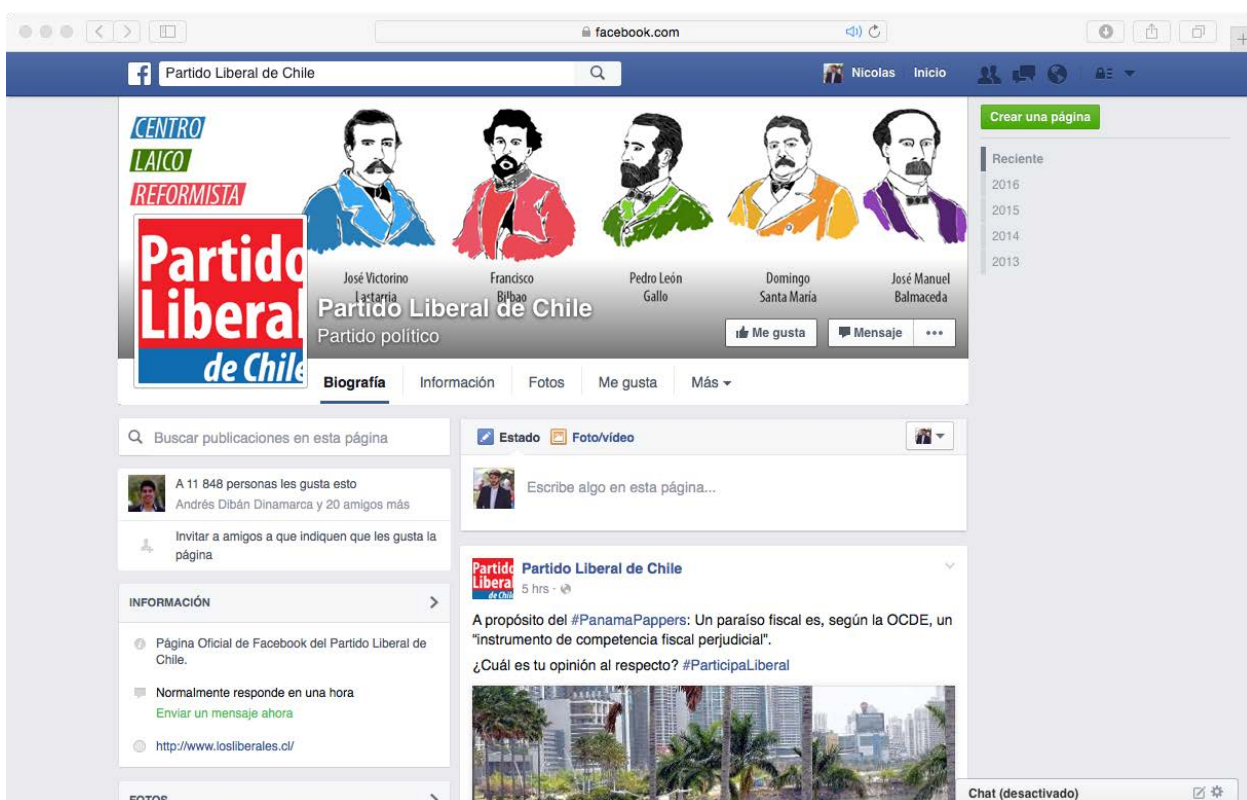 facebook.com
Partido Liberal de Chile
Nicolas Inicio
CENTRO
LAICO
REFORMISTA
Partido
Liberal
de Chile
José Victorino
Lastarria
Francisco
Bilbao
Pedro León
Gallo
Domingo
Santa María
José Manuel
Balmaceda
Partido Liberal de Chile
Partido político
Me gusta
Mensaje
Biografía Información Fotos Me gusta Más
Crear una página
Reciente
2016
2015
2014
2013
Buscar publicaciones en esta página
A 11 848 personas les gusta esto
Andrés Dibán Dinamarca y 20 amigos más
Invitar a amigos a que indiquen que les gusta la
página
INFORMACIÓN
Página Oficial de Facebook del Partido Liberal de
Chile.
Normalmente responde en una hora
Enviar un mensaje ahora
http://www.losliberales.cl/
FOTOS
Estado Foto/vídeo
Escribe algo en esta página...
Partido
Liberal
de Chile
Partido Liberal de Chile
5 hrs ·
A propósito del #PanamaPappers: Un paraíso fiscal es, según la OCDE, un
"instrumento de competencia fiscal perjudicial".
¿Cuál es tu opinión al respecto? #ParticipaLiberal
Chat (desactivado)